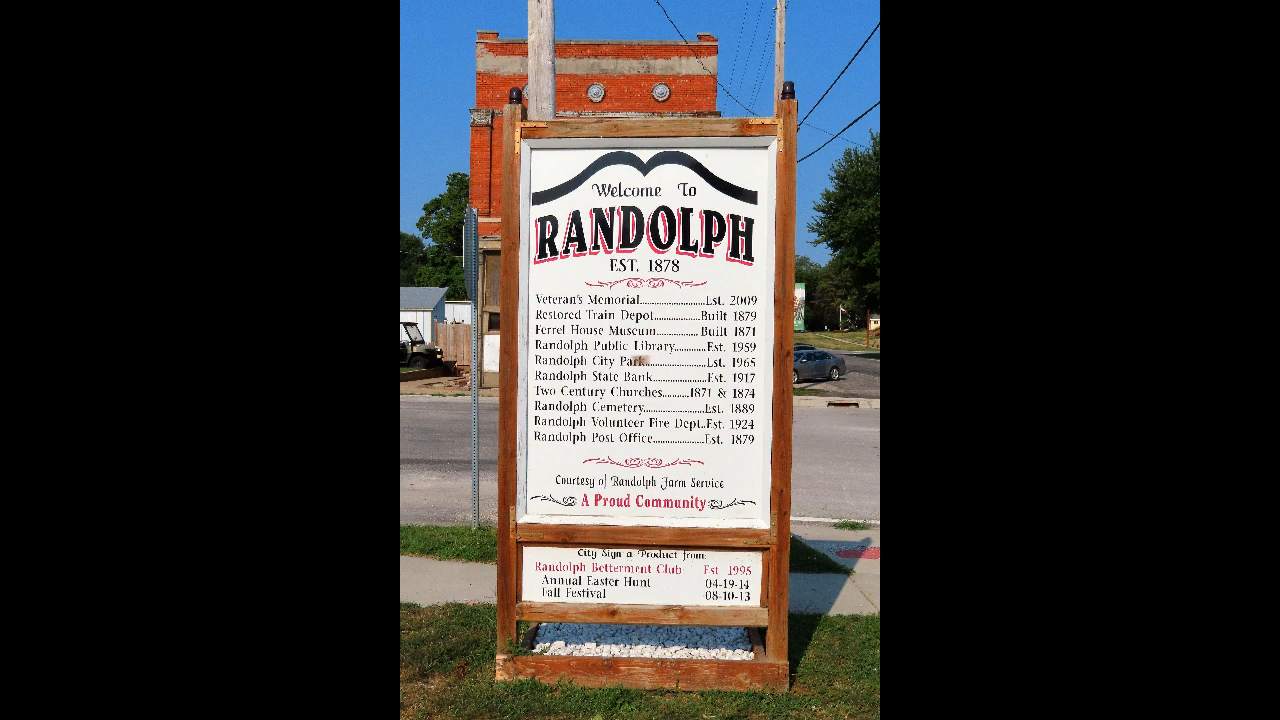 Welcome To
RANDOLPH
EST. 1878
Veteran's Memorial......................Est. 2009
Restored Train Depot................Built 1879
Ferrel House Museum.............. Built 1871
Randolph Public Library...........Est. 1959
Randolph City Park....................Est. 1965
Randolph State Bank..................Est. 1917
Two Century Churches.........1871 & 1874
Randolph Cemetery....................Est. 1889
Randolph Volunteer Fire Dept..Est. 1924
Randolph Post Office.................Est. 1879
Courtesy of Randolph Farm Service
A Proud Community
City Sign a Product from:
Randolph Betterment Club Est 1995
Annual Easter Hunt 04-19-14
Fall Festival 08-10-13